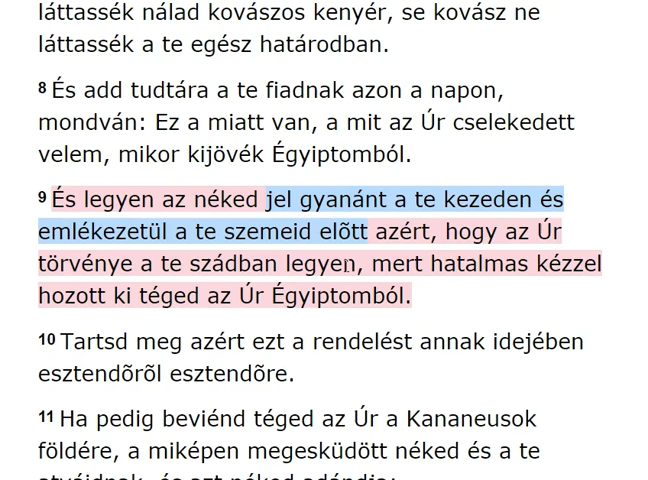 láttassék nálad kovászos kenyér, se kovász ne
láttassék a te egész határodban.
8 És add tudtára a te fiadnak azon a napon,
mondván: Ez a miatt van, a mit az Úr cselekedett
velem, mikor kijövék Égyiptomból.
9 És legyen az néked jel gyanánt a te kezeden és
emlékezetül a te szemeid elõtt azért, hogy az Úr
törvénye a te szádban legyen, mert hatalmas kézzel
hozott ki téged az Úr Égyiptomból.
10 Tartsd meg azért ezt a rendelést annak idejében
esztendõrõl esztendõre.
11 Ha pedig beviénd téged az Úr a Kananeusok
földére, a miképen megesküdött néked és a te